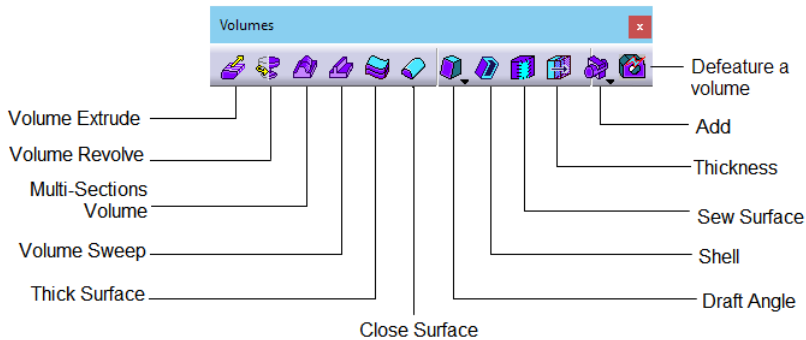 Volumes
x
Defeature a
volume
Volume Extrude
Add
Volume Revolve
Thickness
Multi-Sections
Volume
Sew Surface
Volume Sweep
Shell
Thick Surface
Draft Angle
Close Surface